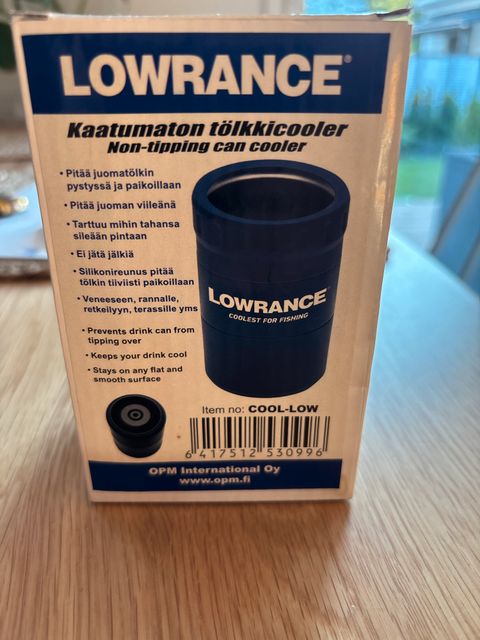 LOWRANCE®
Kaatumaton tölkkicooler
Non-tipping can cooler
• Pitää juomatölkin
pystyssä ja paikoillaan
• Pitää juoman viileänä
• Tarttuu mihin tahansa
sileään pintaan
• Ei jätä jälkiä
• Silikonireunus pitää
tölkin tiiviisti paikoillaan
• Veneeseen, rannalle,
retkeilyyn, terassille yms
• Prevents drink can from
tipping over
• Keeps your drink cool
• Stays on any flat and
smooth surface
LOWRANCE®
COOLEST FOR FISHING
Item no: COOL-LOW
6 417512 530996
OPM International Oy
www.opm.fi